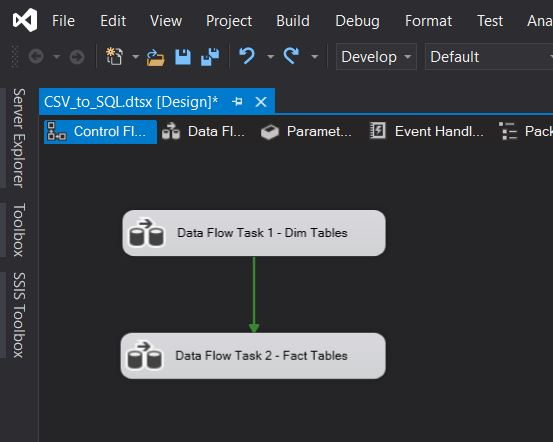 File Edit View Project Build Debug Format Test Ana
Develop Default
CSV_to_SQL.dtsx [Design]*
Control Fl... Data Fl... Paramet... Event Handl... Pack
Server Explorer
Toolbox
SSIS Toolbox
Data Flow Task 1 - Dim Tables
Data Flow Task 2 - Fact Tables